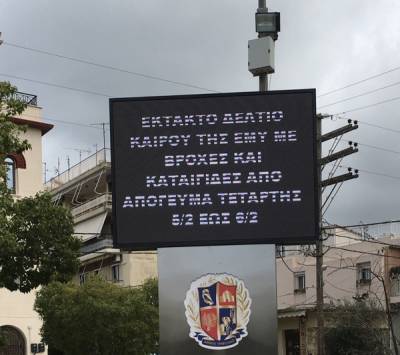 ΕΚΤΑΚΤΟ ΔΕΛΤΙΟ
ΚΑΙΡΟΥ ΤΗΣ ΕΜΥ ΜΕ
ΒΡΟΧΕΣ ΚΑΙ
ΚΑΤΑΙΓΙΔΕΣ ΑΠΟ
ΑΠΟΓΕΥΜΑ ΤΕΤΑΡΤΗΣ
5/2 ΕΩΣ 6/2